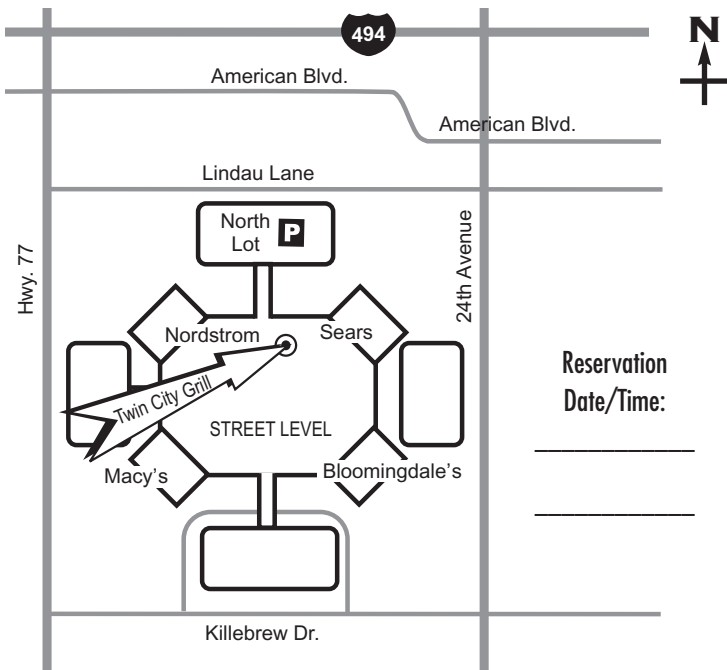 494
N
American Blvd.
American Blvd.
Lindau Lane
North
Lot
P
Hwy. 77
24th Avenue
Nordstrom
Sears
Twin City Grill
STREET LEVEL
Macy's
Bloomingdale's
Killebrew Dr.
Reservation
Date/Time: